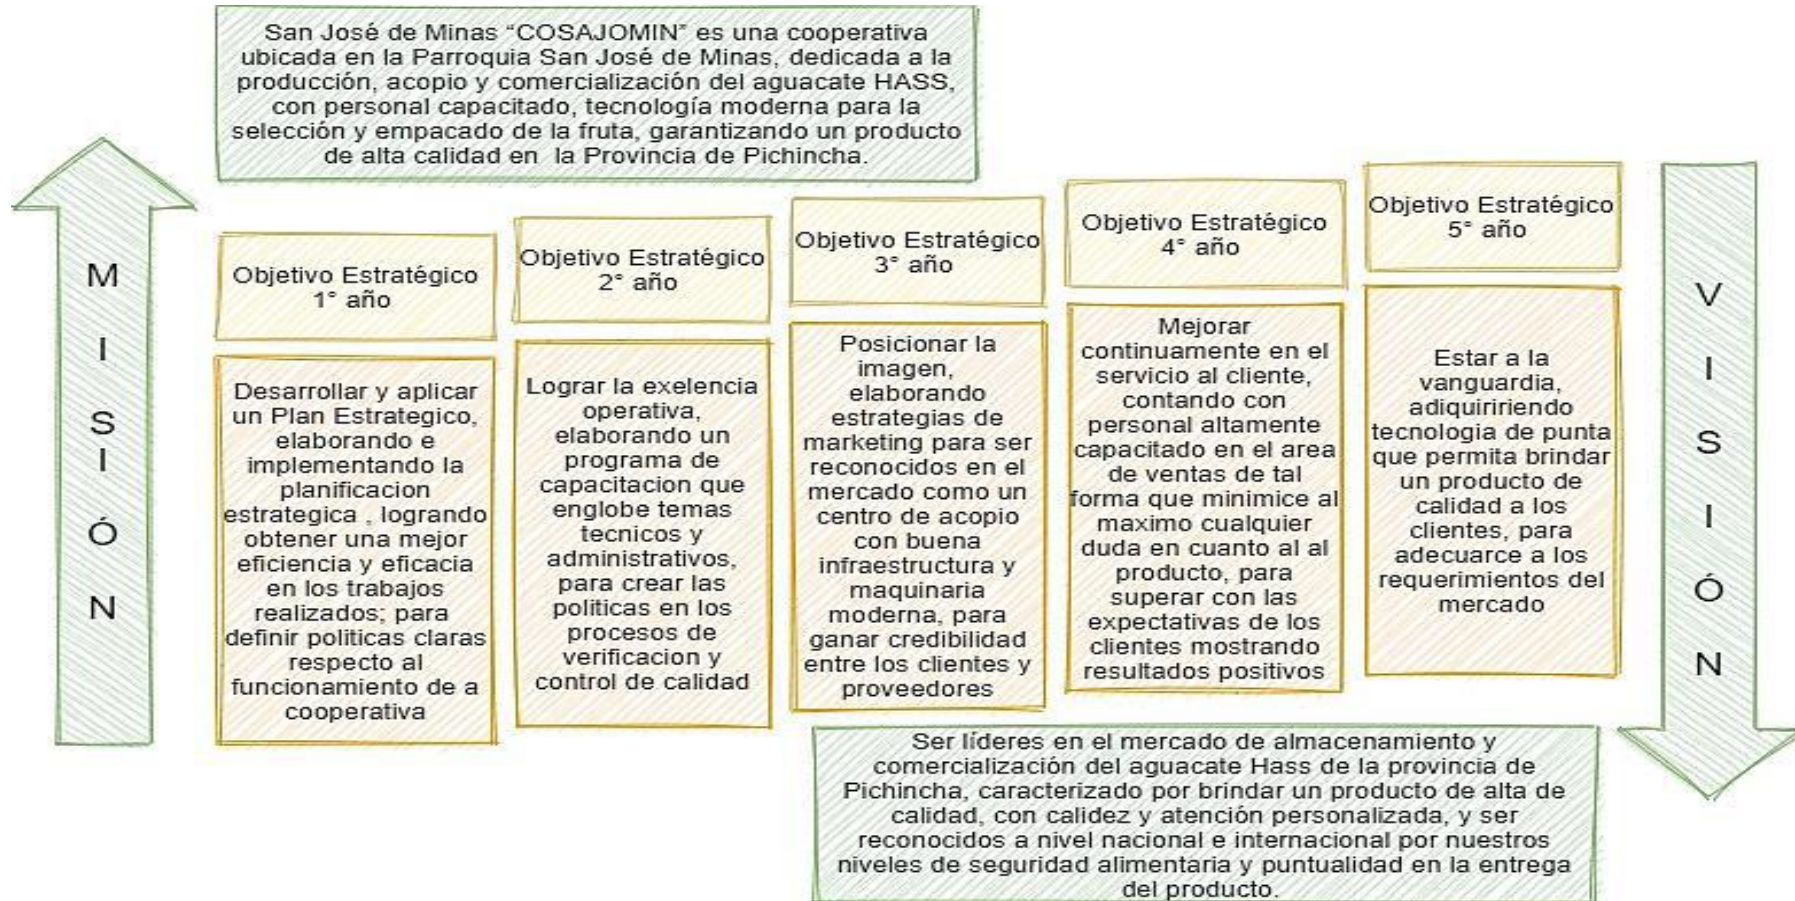 San José de Minas “COSAJOMIN” es una cooperativa
ubicada en la Parroquia San José de Minas, dedicada a la
producción, acopio y comercialización del aguacate HASS,
con personal capacitado, tecnología moderna para la
selección y empacado de la fruta, garantizando un producto
de alta calidad en la Provincia de Pichincha.
MISIÓN
Objetivo Estratégico
1° año
Desarrollar y aplicar
un Plan Estrategico,
elaborando e
implementando la
planificacion
estrategica , logrando
obtener una mejor
eficiencia y eficacia
en los trabajos
realizados; para
definir politicas claras
respecto al
funcionamiento de a
cooperativa
Objetivo Estratégico
2° año
Lograr la exelencia
operativa,
elaborando un
programa de
capacitacion que
englobe temas
tecnicos y
administrativos,
para crear las
politicas en los
procesos de
verificacion y
control de calidad
Objetivo Estratégico
3° año
Posicionar la
imagen,
elaborando
estrategias de
marketing para ser
reconocidos en el
mercado como un
centro de acopio
con buena
infraestructura y
maquinaria
moderna, para
ganar credibilidad
entre los clientes y
proveedores
Objetivo Estratégico
4° año
Mejorar
continuamente en el
servicio al cliente,
contando con
personal altamente
capacitado en el area
de ventas de tal
forma que minimice al
maximo cualquier
duda en cuanto al al
producto, para
superar con las
expectativas de los
clientes mostrando
resultados positivos
Objetivo Estratégico
5° año
Estar a la
vanguardia,
adiquiririendo
tecnologia de punta
que permita brindar
un producto de
calidad a los
clientes, para
adecuarce a los
requerimientos del
mercado
VISIÓN
Ser líderes en el mercado de almacenamiento y
comercialización del aguacate Hass de la provincia de
Pichincha, caracterizado por brindar un producto de alta de
calidad, con calidez y atención personalizada, y ser
reconocidos a nivel nacional e internacional por nuestros
niveles de seguridad alimentaria y puntualidad en la entrega
del producto.